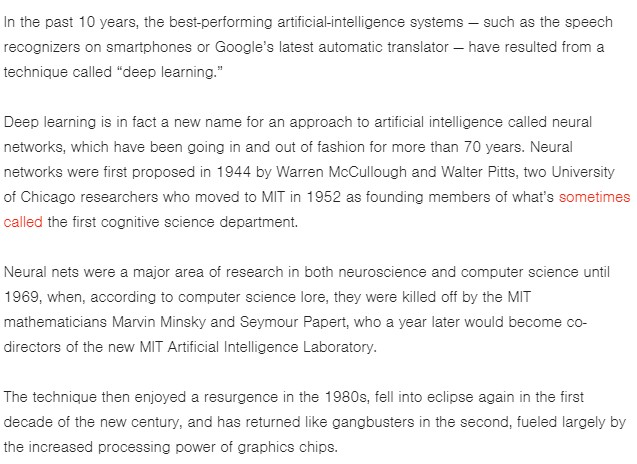 In the past 10 years, the best-performing artificial-intelligence systems — such as the speech
recognizers on smartphones or Google's latest automatic translator — have resulted from a
technique called “deep learning.”
Deep learning is in fact a new name for an approach to artificial intelligence called neural
networks, which have been going in and out of fashion for more than 70 years. Neural
networks were first proposed in 1944 by Warren McCullough and Walter Pitts, two University
of Chicago researchers who moved to MIT in 1952 as founding members of what's sometimes
called the first cognitive science department.
Neural nets were a major area of research in both neuroscience and computer science until
1969, when, according to computer science lore, they were killed off by the MIT
mathematicians Marvin Minsky and Seymour Papert, who a year later would become co-
directors of the new MIT Artificial Intelligence Laboratory.
The technique then enjoyed a resurgence in the 1980s, fell into eclipse again in the first
decade of the new century, and has returned like gangbusters in the second, fueled largely by
the increased processing power of graphics chips.